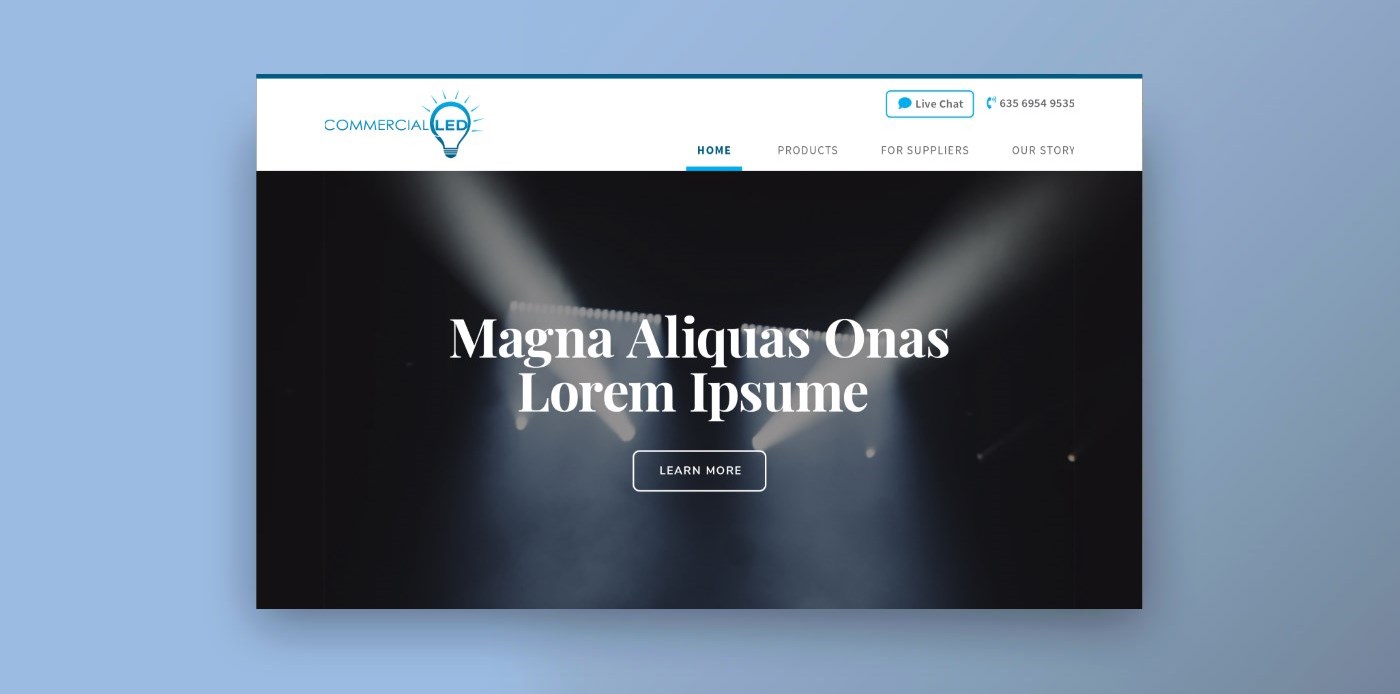 COMMERCIAL LED
Live Chat
635 6954 9535
HOME
PRODUCTS
FOR SUPPLIERS
OUR STORY
Magna Aliquas Onas
Lorem Ipsume
LEARN MORE